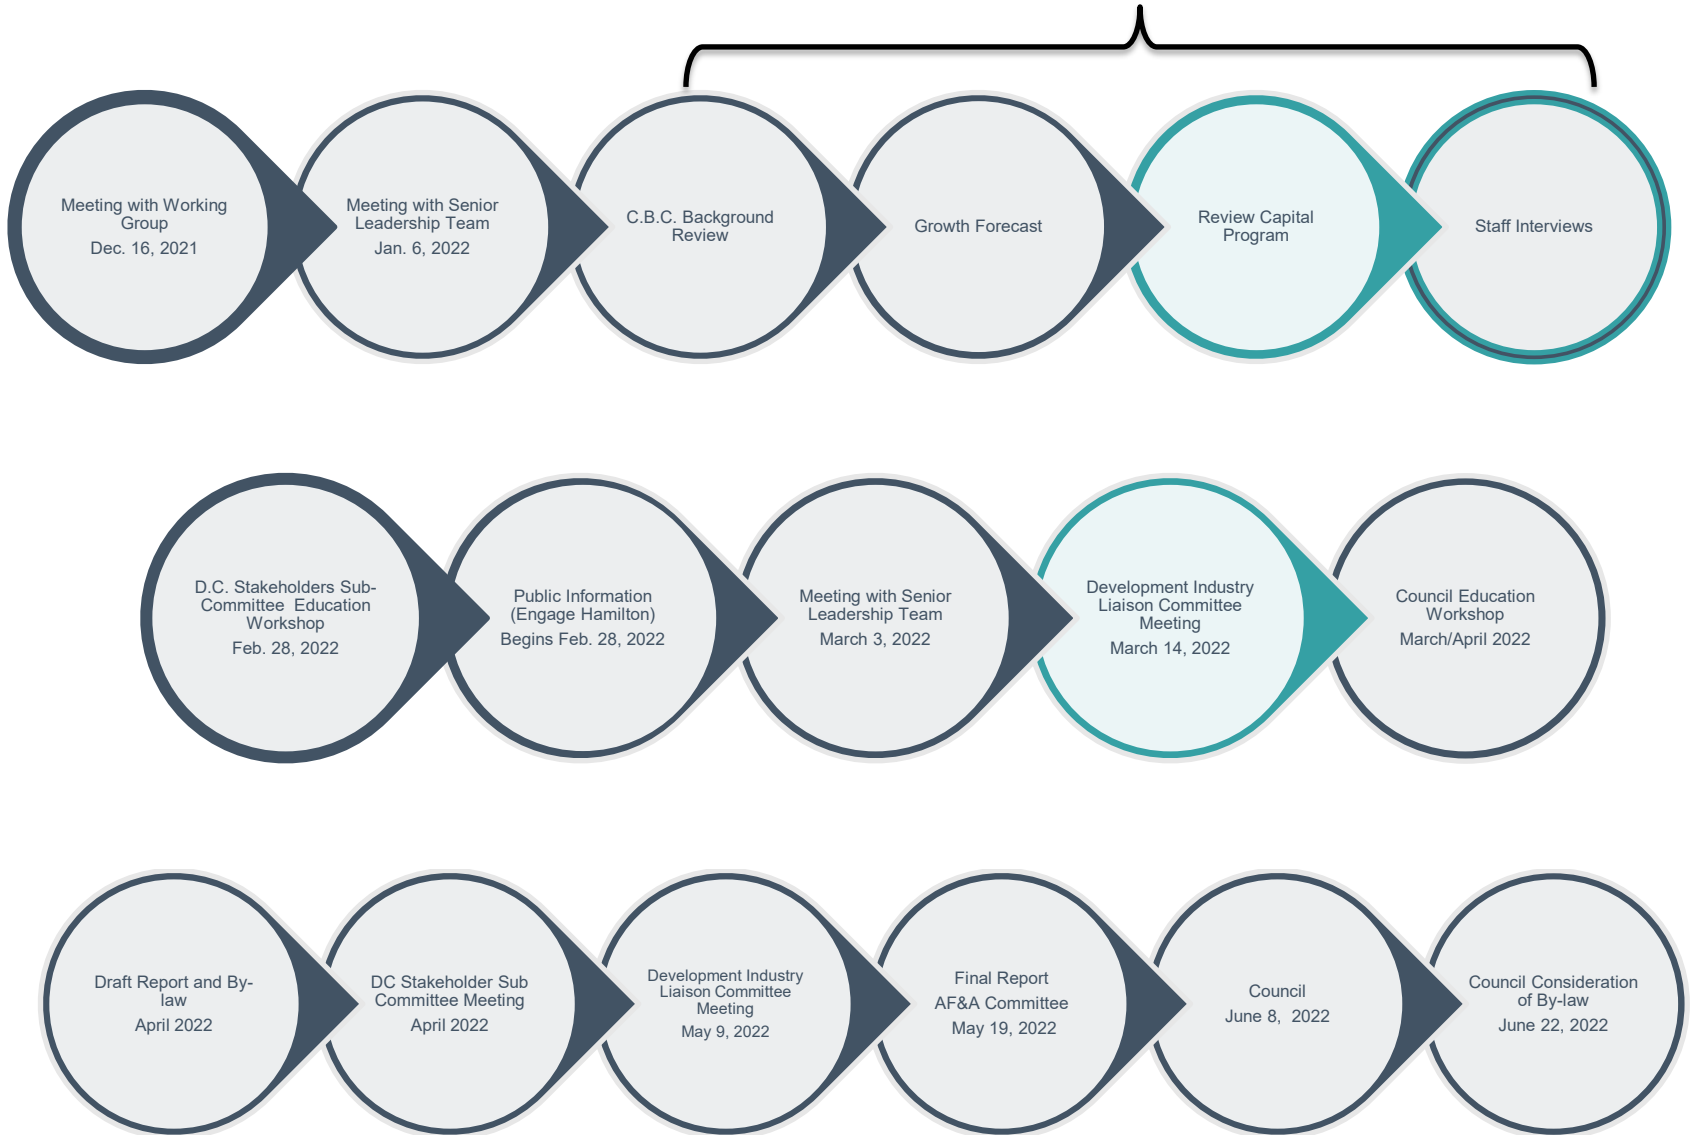 Meeting with Working
Group
Dec. 16, 2021
Meeting with Senior
Leadership Team
Jan. 6, 2022
C.B.C. Background
Review
Growth Forecast
Review Capital
Program
Staff Interviews
D.C. Stakeholders Sub-
Committee  Education
Workshop
Feb. 28, 2022
Public Information
(Engage Hamilton)
Begins Feb. 28, 2022
Meeting with Senior
Leadership Team
March 3, 2022
Development Industry
Liaison Committee
Meeting
March 14, 2022
Council Education
Workshop
March/April 2022
Draft Report and By-
law
April 2022
DC Stakeholder Sub
Committee Meeting
April 2022
Development Industry
Liaison Committee
Meeting
May 9, 2022
Final Report
AF&A Committee
May 19, 2022
Council
June 8,  2022
Council Consideration
of By-law
June 22, 2022